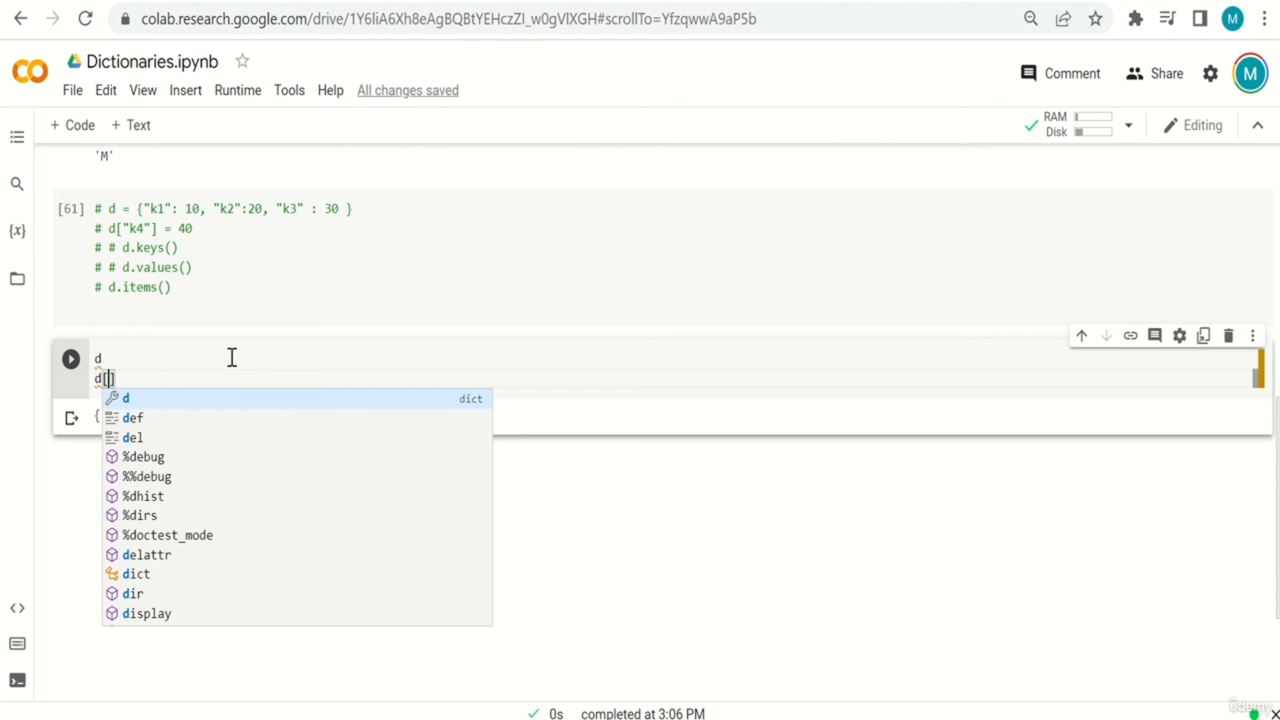 colab.research.google.com/drive/1Y6liA6Xh8eAgBQBtYEHczZI_w0gVlXGH#scrollTo=YfzqwwA9aP5b
M
CO
Dictionaries.ipynb
File Edit View Insert Runtime Tools Help All changes saved
Comment Share M
+ Code + Text
RAM
Disk
Editing
'M'
[61] # d = {"k1": 10, "k2":20, "k3" : 30 }
# d["k4"] = 40
# # d.keys()
# # d.values()
# d.items()
{x}
d
d[]
{
d dict
def
del
%debug
%%debug
%dhist
%dirs
%doctest_mode
delattr
dict
dir
display
0s completed at 3:06 PM
ûdemy